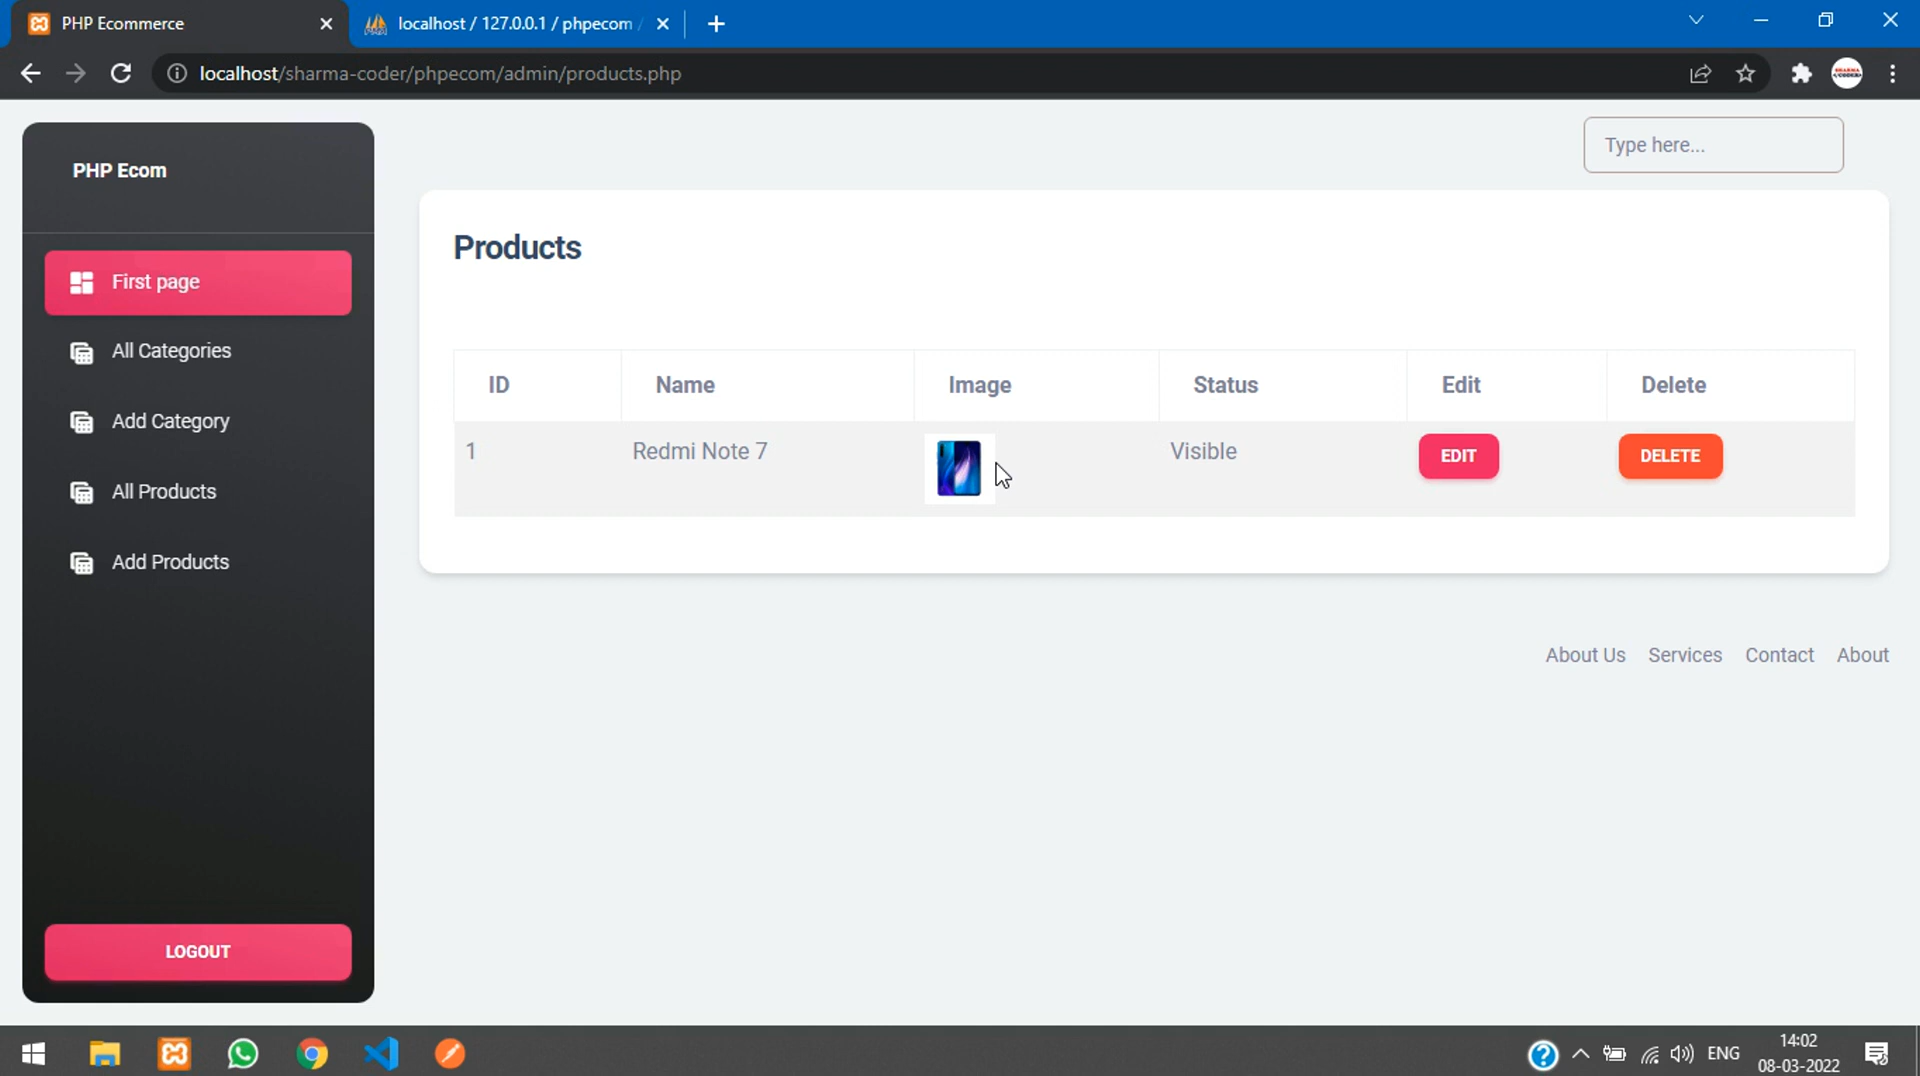 PHP Ecommerce
localhost / 127.0.0.1 / phpecom /
localhost/sharma-coder/phpecom/admin/products.php
PHP Ecom
Type here...
First page
All Categories
Add Category
All Products
Add Products
LOGOUT
Products
ID Name Image Status Edit Delete
1 Redmi Note 7 Visible EDIT DELETE
About Us Services Contact About
ENG
14:02
08-03-2022